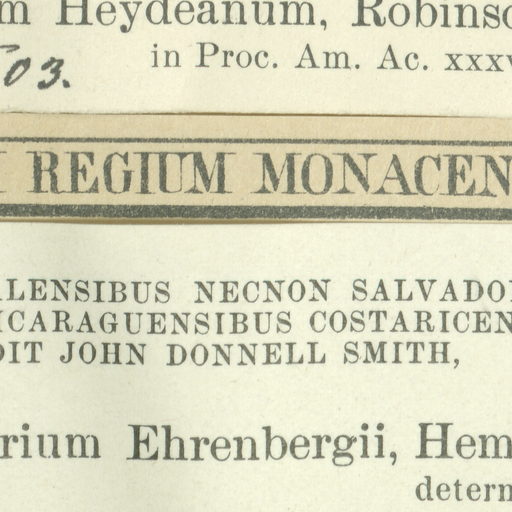 m Heydeanum, Robinso
in Proc. Am. Ac. xxxv
03.
REGIUM MONACEN
ALENSIBUS NECNON SALVADO
ICARAGUENSIBUS COSTARICEN
DIT JOHN DONNELL SMITH,
rium Ehrenbergii, Hem
determ